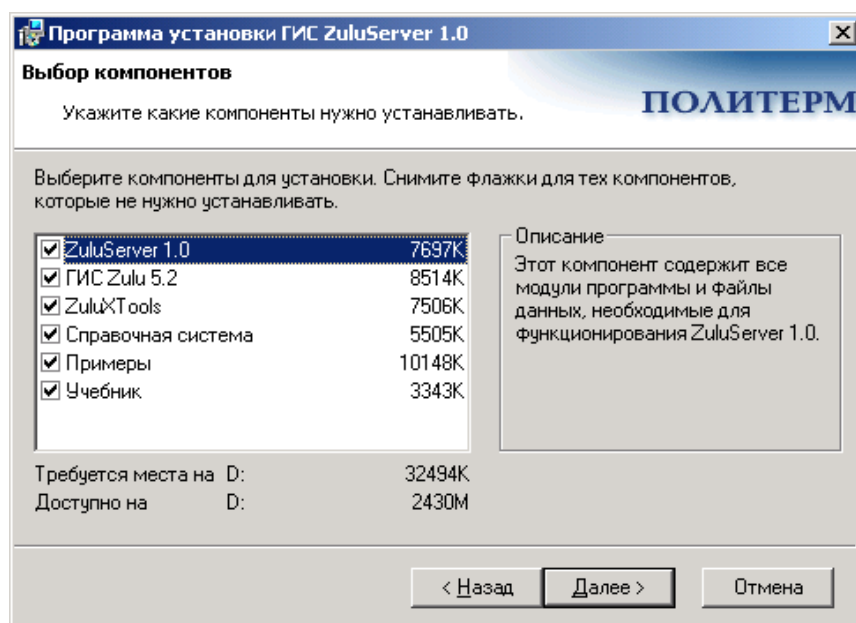 Программа установки ГИС ZuluServer 1.0
Выбор компонентов
Укажите какие компоненты нужно устанавливать.
ПОЛИТЕРМ
Выберите компоненты для установки. Снимите флажки для тех компонентов,
которые не нужно устанавливать.
ZuluServer 1.0 7697K
ГИС Zulu 5.2 8514K
ZuluXTools 7506K
Справочная система 5505K
Примеры 10148K
Учебник 3343K
Описание
Этот компонент содержит все
модули программы и файлы
данных, необходимые для
функционирования ZuluServer 1.0.
Требуется места на D: 32494K
Доступно на D: 2430M
< Назад Далее > Отмена